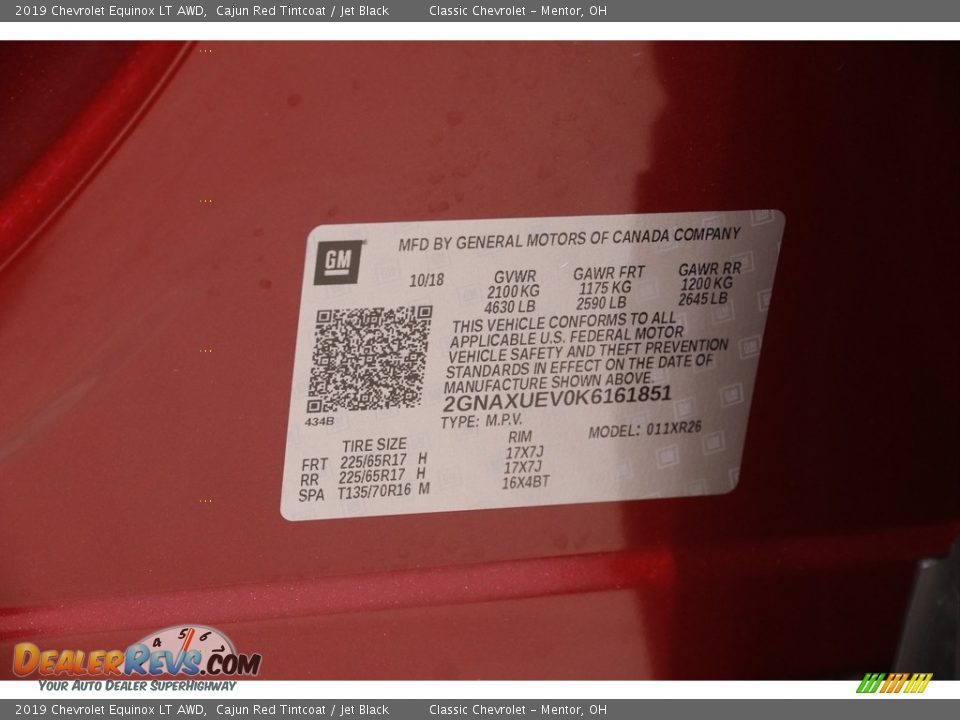 2019 Chevrolet Equinox LT AWD, Cajun Red Tintcoat / Jet Black Classic Chevrolet - Mentor, OH
GM MFD BY GENERAL MOTORS OF CANADA COMPANY
10/18 GVWR GAWR FRT GAWR RR
2100 KG 1175 KG 1200 KG
4630 LB 2590 LB 2645 LB
THIS VEHICLE CONFORMS TO ALL
APPLICABLE U.S. FEDERAL MOTOR
VEHICLE SAFETY AND THEFT PREVENTION
STANDARDS IN EFFECT ON THE DATE OF
MANUFACTURE SHOWN ABOVE.
2GNAXUEV0K6161851
434B TYPE: M.P.V. MODEL: 011XR26
TIRE SIZE RIM
FRT 225/65R17 H 17X7J
RR 225/65R17 H 17X7J
SPA T135/70R16 M 16X4BT
4 5 6
DEALERREVS.COM
YOUR AUTO DEALER SUPERHIGHWAY
2019 Chevrolet Equinox LT AWD, Cajun Red Tintcoat / Jet Black Classic Chevrolet - Mentor, OH